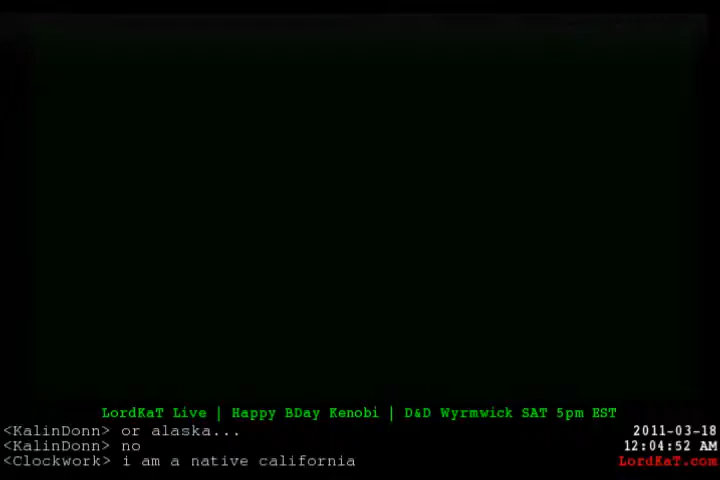 LordKaT Live | Happy BDay Kenobi | D&D Wyrmwick SAT 5pm EST
<KalinDonn> or alaska...
2011-03-18
<KalinDonn> no
12:04:52 AM
<Clockwork> i am a native california
LordKaT.com